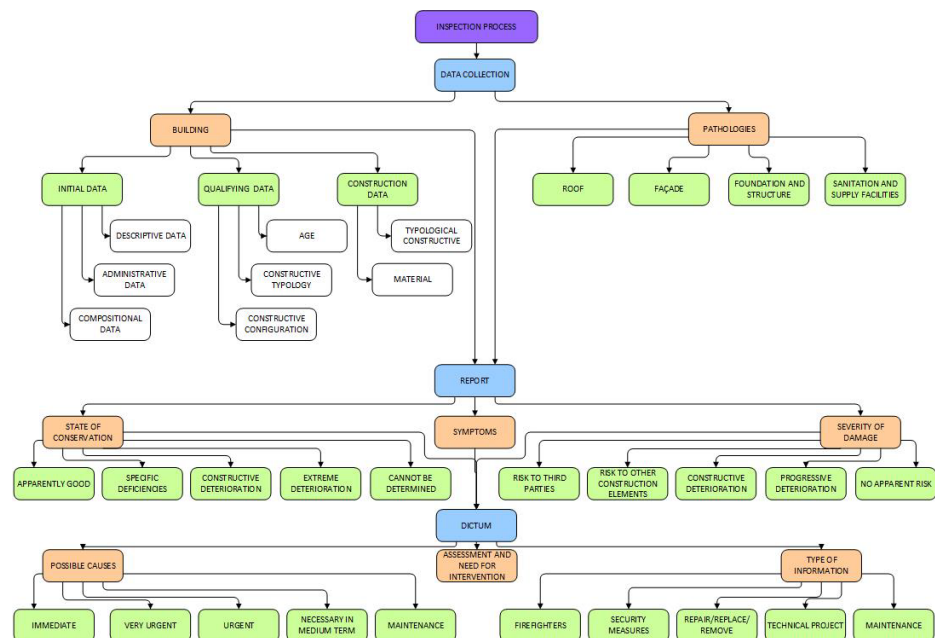 INSPECTION PROCESS
DATA COLLECTION
BUILDING
PATHOLOGIES
INITIAL DATA
QUALIFYING DATA
CONSTRUCTION
DATA
ROOF
FAÇADE
FOUNDATION AND
STRUCTURE
SANITATION AND
SUPPLY FACILITIES
DESCRIPTIVE DATA
AGE
TYPOLOGICAL
CONSTRUCTIVE
ADMINISTRATIVE
DATA
CONSTRUCTIVE
TYPOLOGY
MATERIAL
COMPOSITIONAL
DATA
CONSTRUCTIVE
CONFIGURATION
REPORT
STATE OF
CONSERVATION
SYMPTOMS
SEVERITY OF
DAMAGE
APPARENTLY GOOD
SPECIFIC
DEFICIENCIES
CONSTRUCTIVE
DETERIORATION
EXTREME
DETERIORATION
CANNOT BE
DETERMINED
RISK TO THIRD
PARTIES
RISK TO OTHER
CONSTRUCTION
ELEMENTS
CONSTRUCTIVE
DETERIORATION
PROGRESSIVE
DETERIORATION
NO APPARENT RISK
DICTUM
POSSIBLE CAUSES
ASSESSMENT AND
NEED FOR
INTERVENTION
TYPE OF
INFORMATION
IMMEDIATE
VERY URGENT
URGENT
NECESSARY IN
MEDIUM TERM
MAINTENANCE
FIREFIGHTERS
SECURITY
MEASURES
REPAIR/REPLACE/
REMOVE
TECHNICAL PROJECT
MAINTENANCE